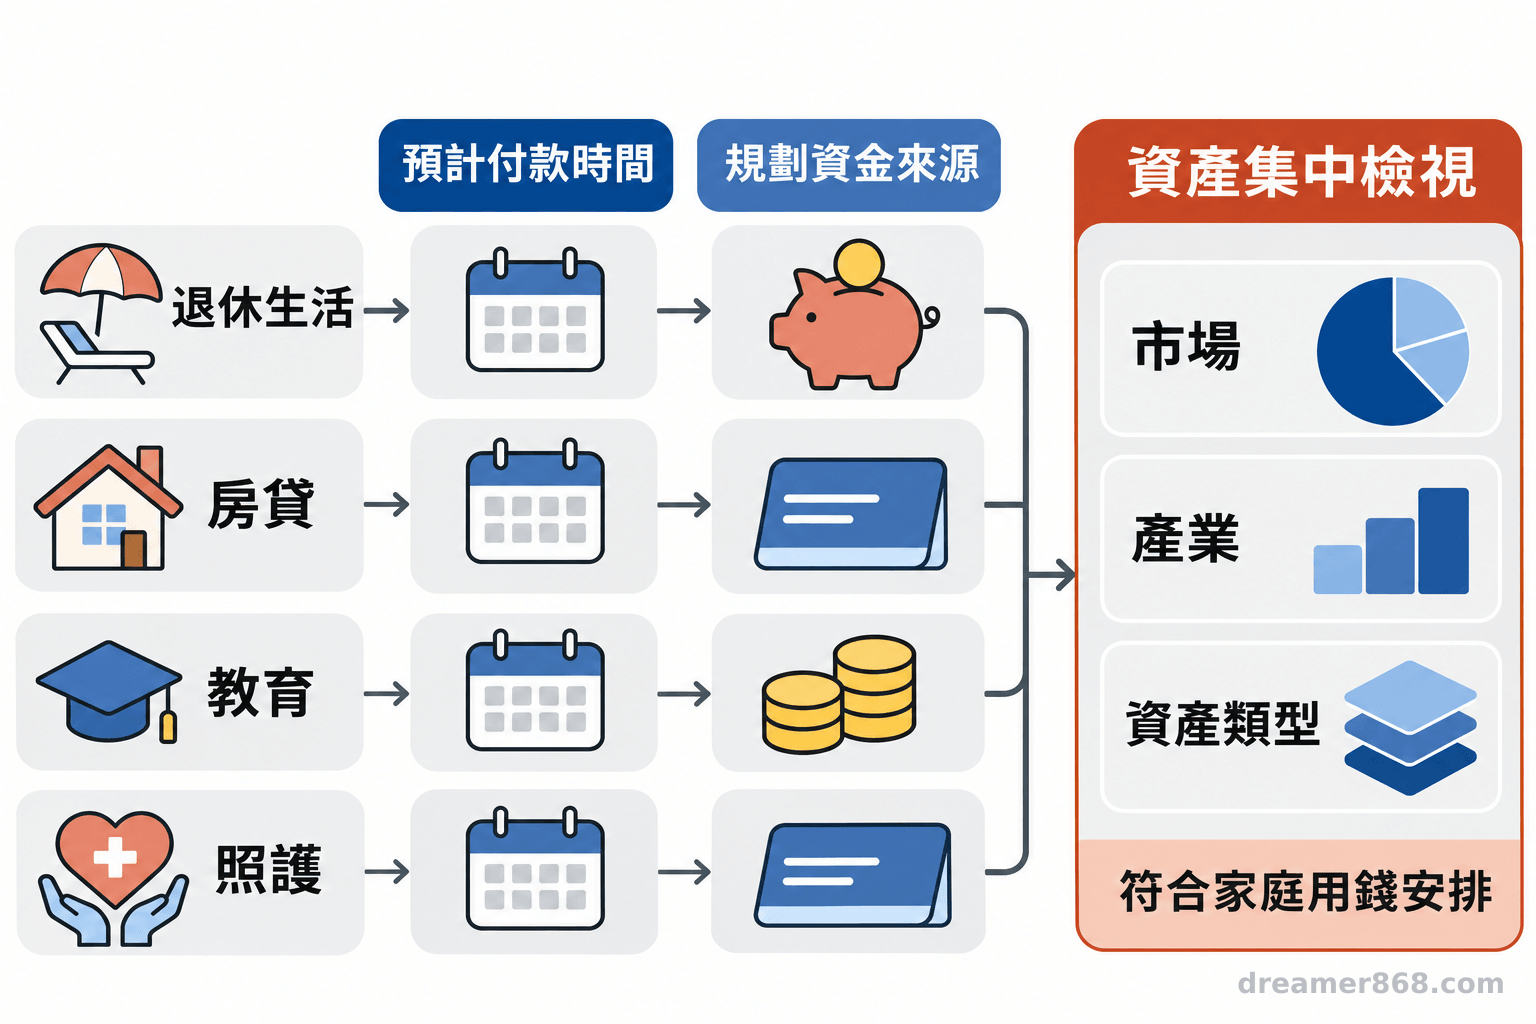 預計付款時間
規劃資金來源
資產集中檢視
退休生活
房貸
教育
照護
市場
產業
資產類型
符合家庭用錢安排
dreamer868.com